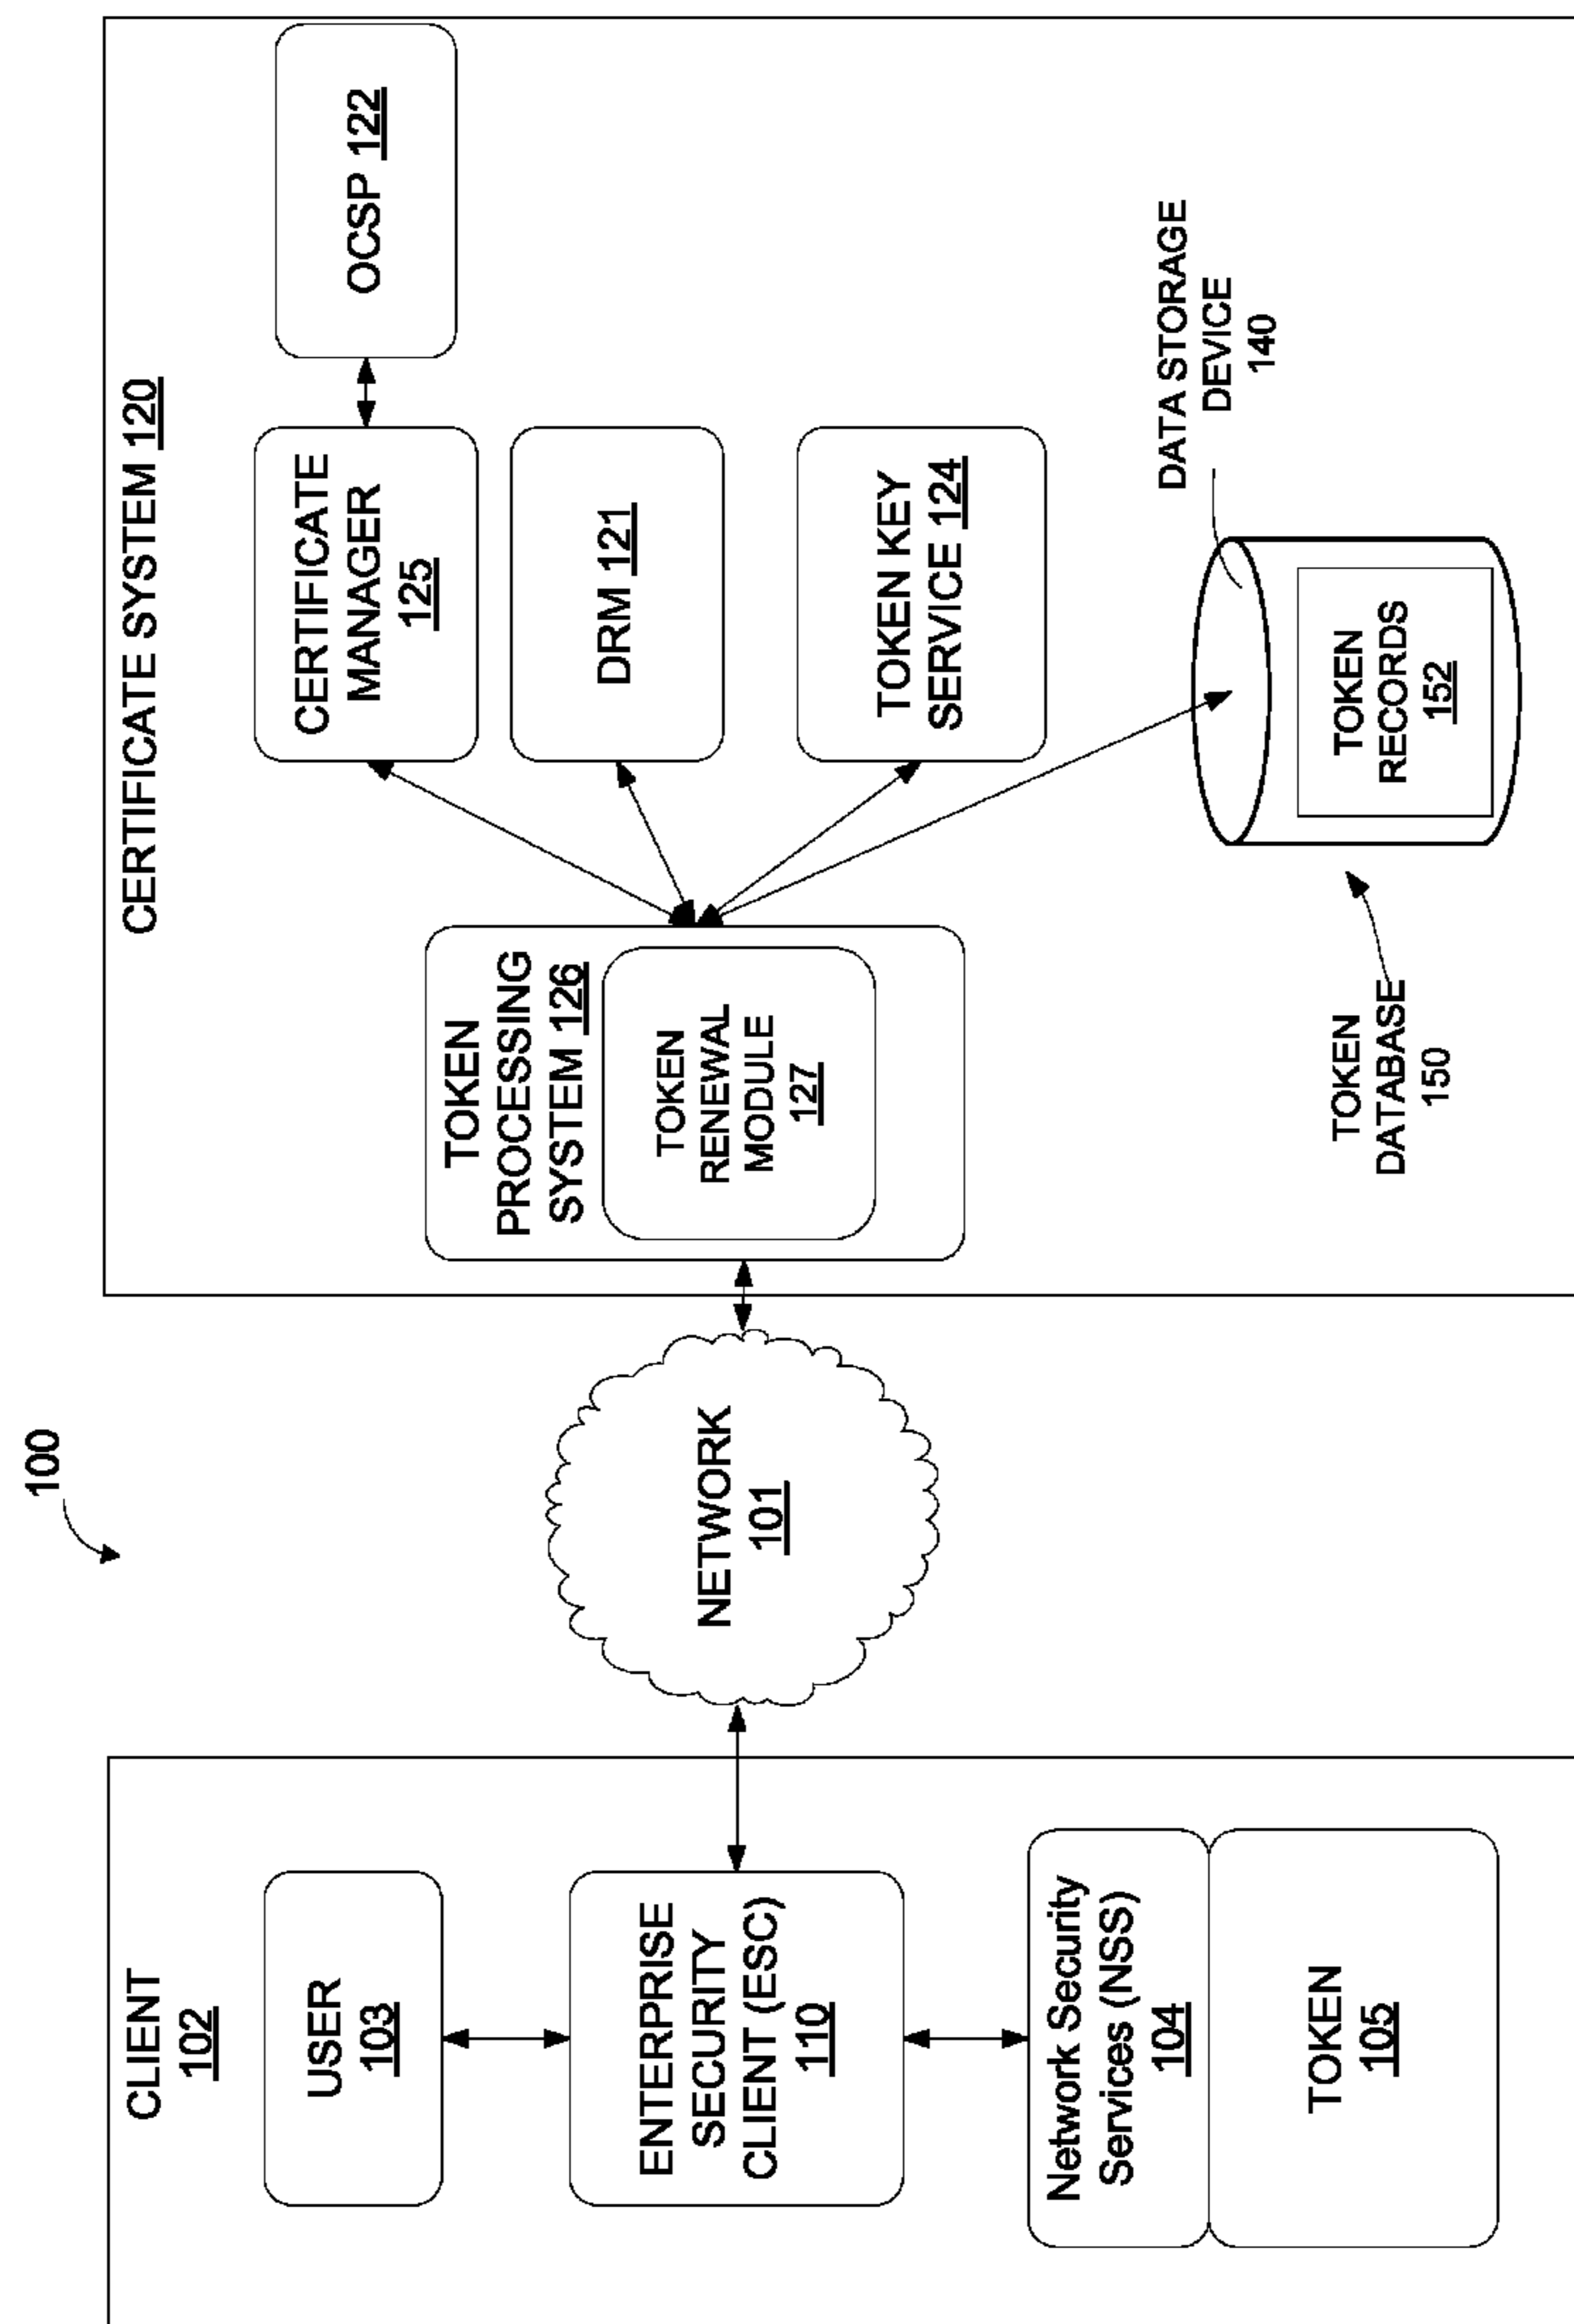 100
CLIENT
102
USER
103
ENTERPRISE
SECURITY
CLIENT (ESC)
110
Network Security
Services (NSS)
104
TOKEN
105
NETWORK
101
CERTIFICATE SYSTEM 120
TOKEN
PROCESSING
SYSTEM 126
TOKEN
RENEWAL
MODULE
127
CERTIFICATE
MANAGER
125
OCSP 122
DRM 121
TOKEN KEY
SERVICE 124
DATA STORAGE
DEVICE
140
TOKEN
RECORDS
152
TOKEN
DATABASE
150